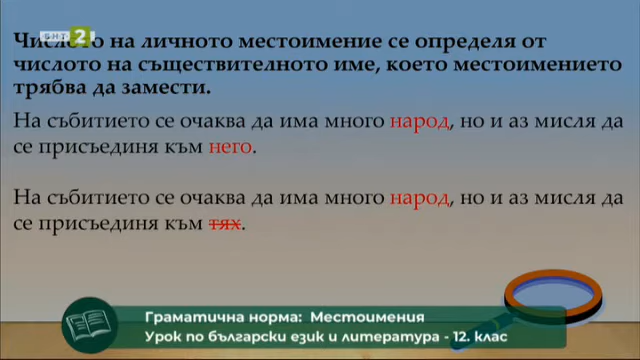 БНТ 2
Числото на личното местоимение се определя от
числото на съществителното име, което местоимението
трябва да замести.
На събитието се очаква да има много народ, но и аз мисля да
се присъединя към него.
На събитието се очаква да има много народ, но и аз мисля да
се присъединя към тях.
Граматична норма: Местоимения
Урок по български език и литература - 12. клас